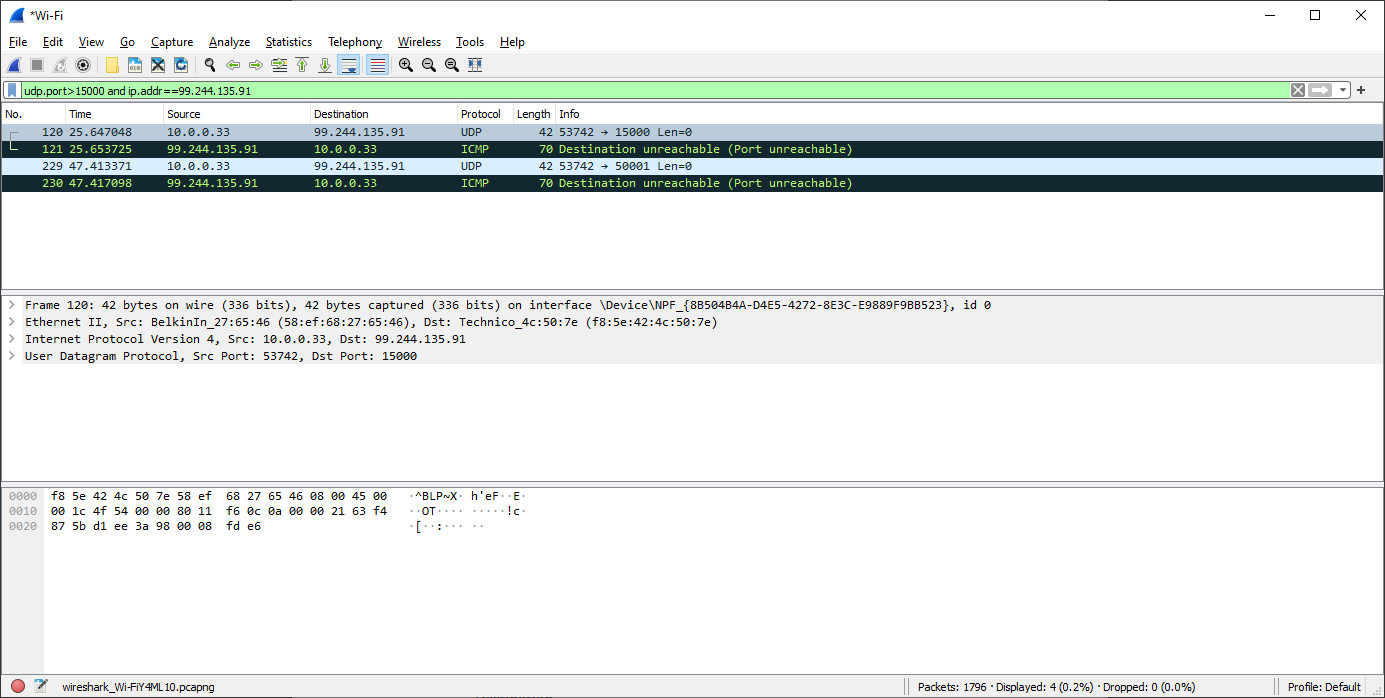 *Wi-Fi
File Edit View Go Capture Analyze Statistics Telephony Wireless Tools Help
udp.port>15000 and ip.addr==99.244.135.91
No. Time Source Destination Protocol Length Info
120 25.647048 10.0.0.33 99.244.135.91 UDP 42 53742 → 15000 Len=0
121 25.653725 99.244.135.91 10.0.0.33 ICMP 70 Destination unreachable (Port unreachable)
229 47.413371 10.0.0.33 99.244.135.91 UDP 42 53742 → 50001 Len=0
230 47.417098 99.244.135.91 10.0.0.33 ICMP 70 Destination unreachable (Port unreachable)
Frame 120: 42 bytes on wire (336 bits), 42 bytes captured (336 bits) on interface \Device\NPF_{8B504B4A-D4E5-4272-8E3C-E9889F9BB523}, id 0
Ethernet II, Src: BelkinIn_27:65:46 (58:ef:68:27:65:46), Dst: Technico_4c:50:7e (f8:5e:42:4c:50:7e)
Internet Protocol Version 4, Src: 10.0.0.33, Dst: 99.244.135.91
User Datagram Protocol, Src Port: 53742, Dst Port: 15000
0000 f8 5e 42 4c 50 7e 58 ef 68 27 65 46 08 00 45 00 ·^BLP~X· h'eF··E·
0010 00 1c 4f 54 00 00 80 11 f6 0c 0a 00 00 21 63 f4 ··OT···· ·····!c·
0020 87 5b d1 ee 3a 98 00 08 fd e6 ·[··:··· ··
wireshark_Wi-FiY4ML10.pcapng Packets: 1796 · Displayed: 4 (0.2%) · Dropped: 0 (0.0%) Profile: Default